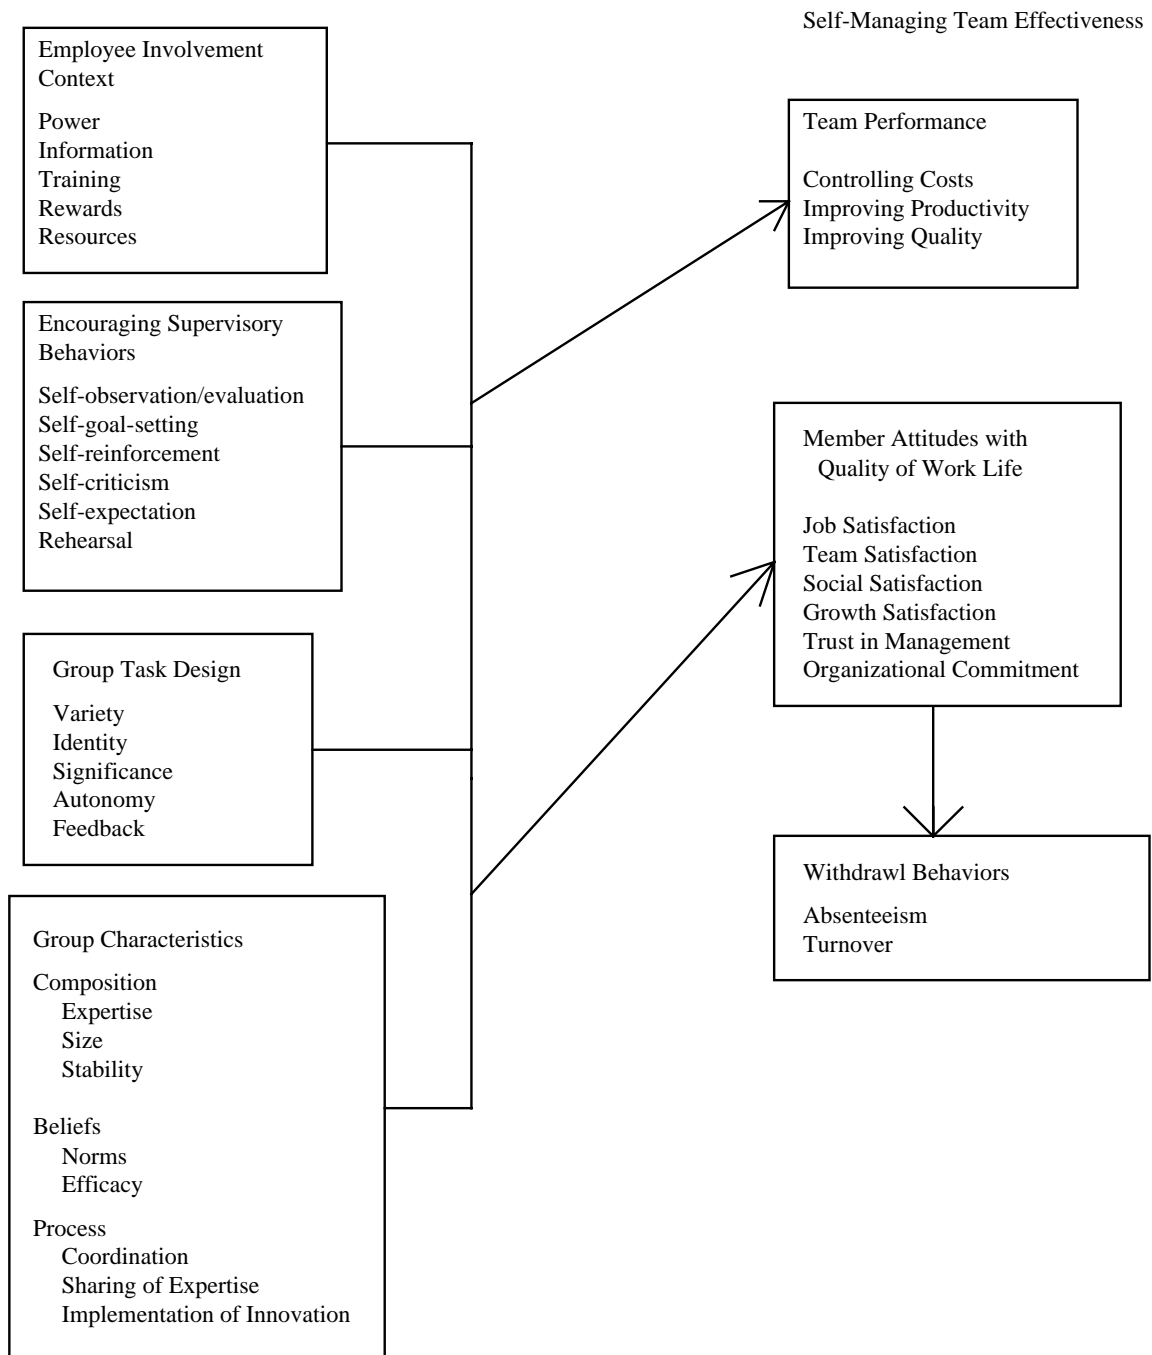 Self-Managing Team Effectiveness
Employee Involvement
Context
Power
Information
Training
Rewards
Resources
Encouraging Supervisory
Behaviors
Self-observation/evaluation
Self-goal-setting
Self-reinforcement
Self-criticism
Self-expectation
Rehearsal
Group Task Design
Variety
Identity
Significance
Autonomy
Feedback
Group Characteristics
Composition
Expertise
Size
Stability
Beliefs
Norms
Efficacy
Process
Coordination
Sharing of Expertise
Implementation of Innovation
Team Performance
Controlling Costs
Improving Productivity
Improving Quality
Member Attitudes with
Quality of Work Life
Job Satisfaction
Team Satisfaction
Social Satisfaction
Growth Satisfaction
Trust in Management
Organizational Commitment
Withdrawl Behaviors
Absenteeism
Turnover